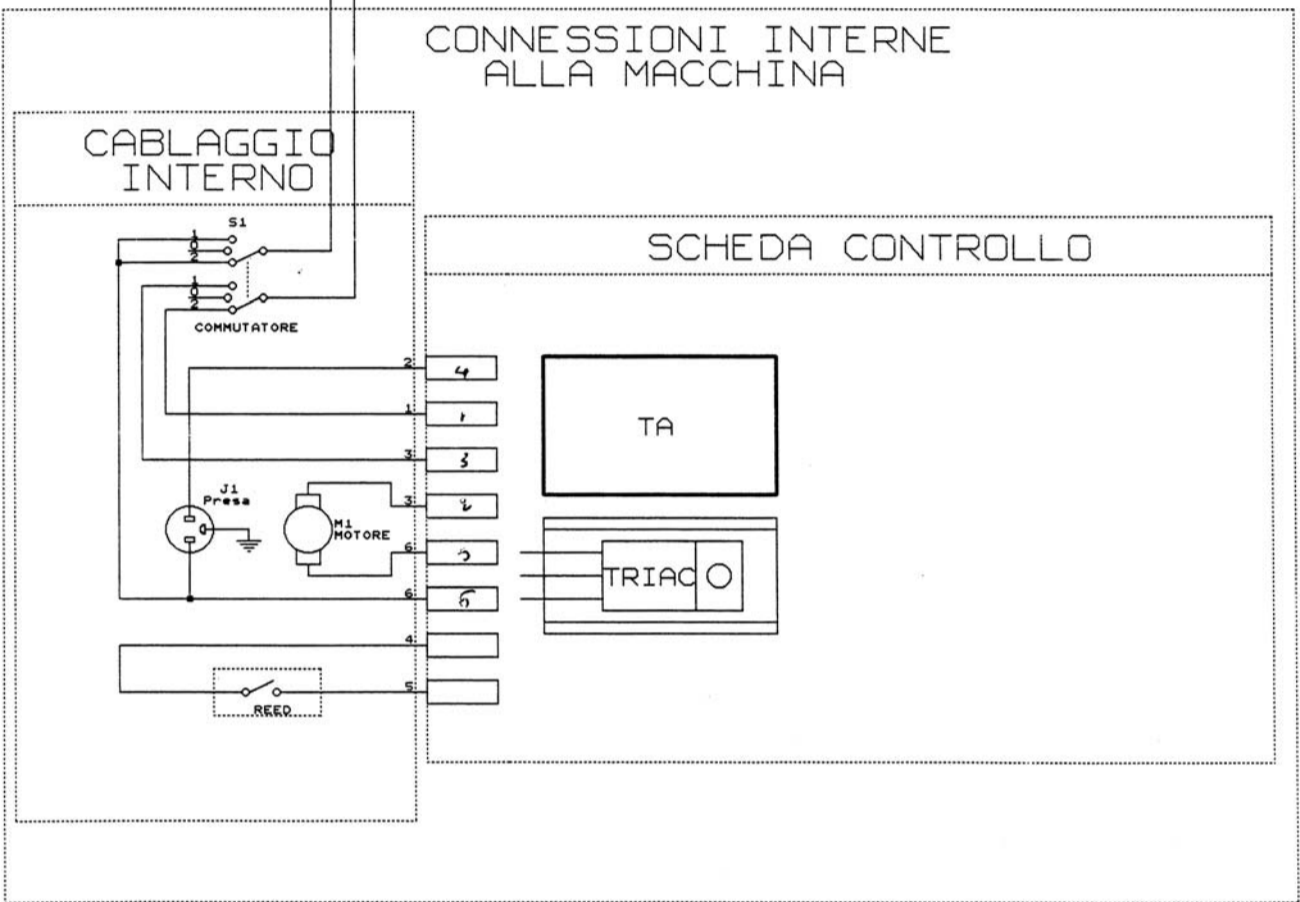 CONNESSIONI INTERNE
ALLA MACCHINA
CABLAGGIO
INTERNO
S1
1
0
2
1
0
2
COMMUTATORE
SCHEDA CONTROLLO
2
4
1
1
3
3
TA
J1
Presa
M1
MOTORE
3
6
TRIAC
6
4
5
REED